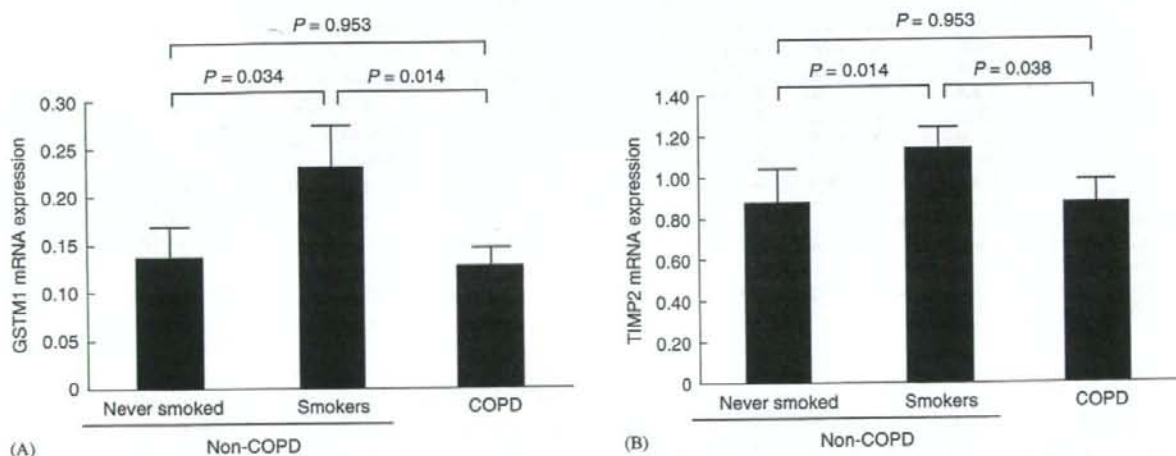 P = 0.953
P = 0.034
P = 0.014
0.30
0.25
0.20
0.15
0.10
0.05
0
GSTM1 mRNA expression
Never smoked
Smokers
COPD
Non-COPD
(A)
P = 0.953
P = 0.014
P = 0.038
1.40
1.20
1.00
0.80
0.60
0.40
0.20
0
TIMP2 mRNA expression
Never smoked
Smokers
COPD
Non-COPD
(B)